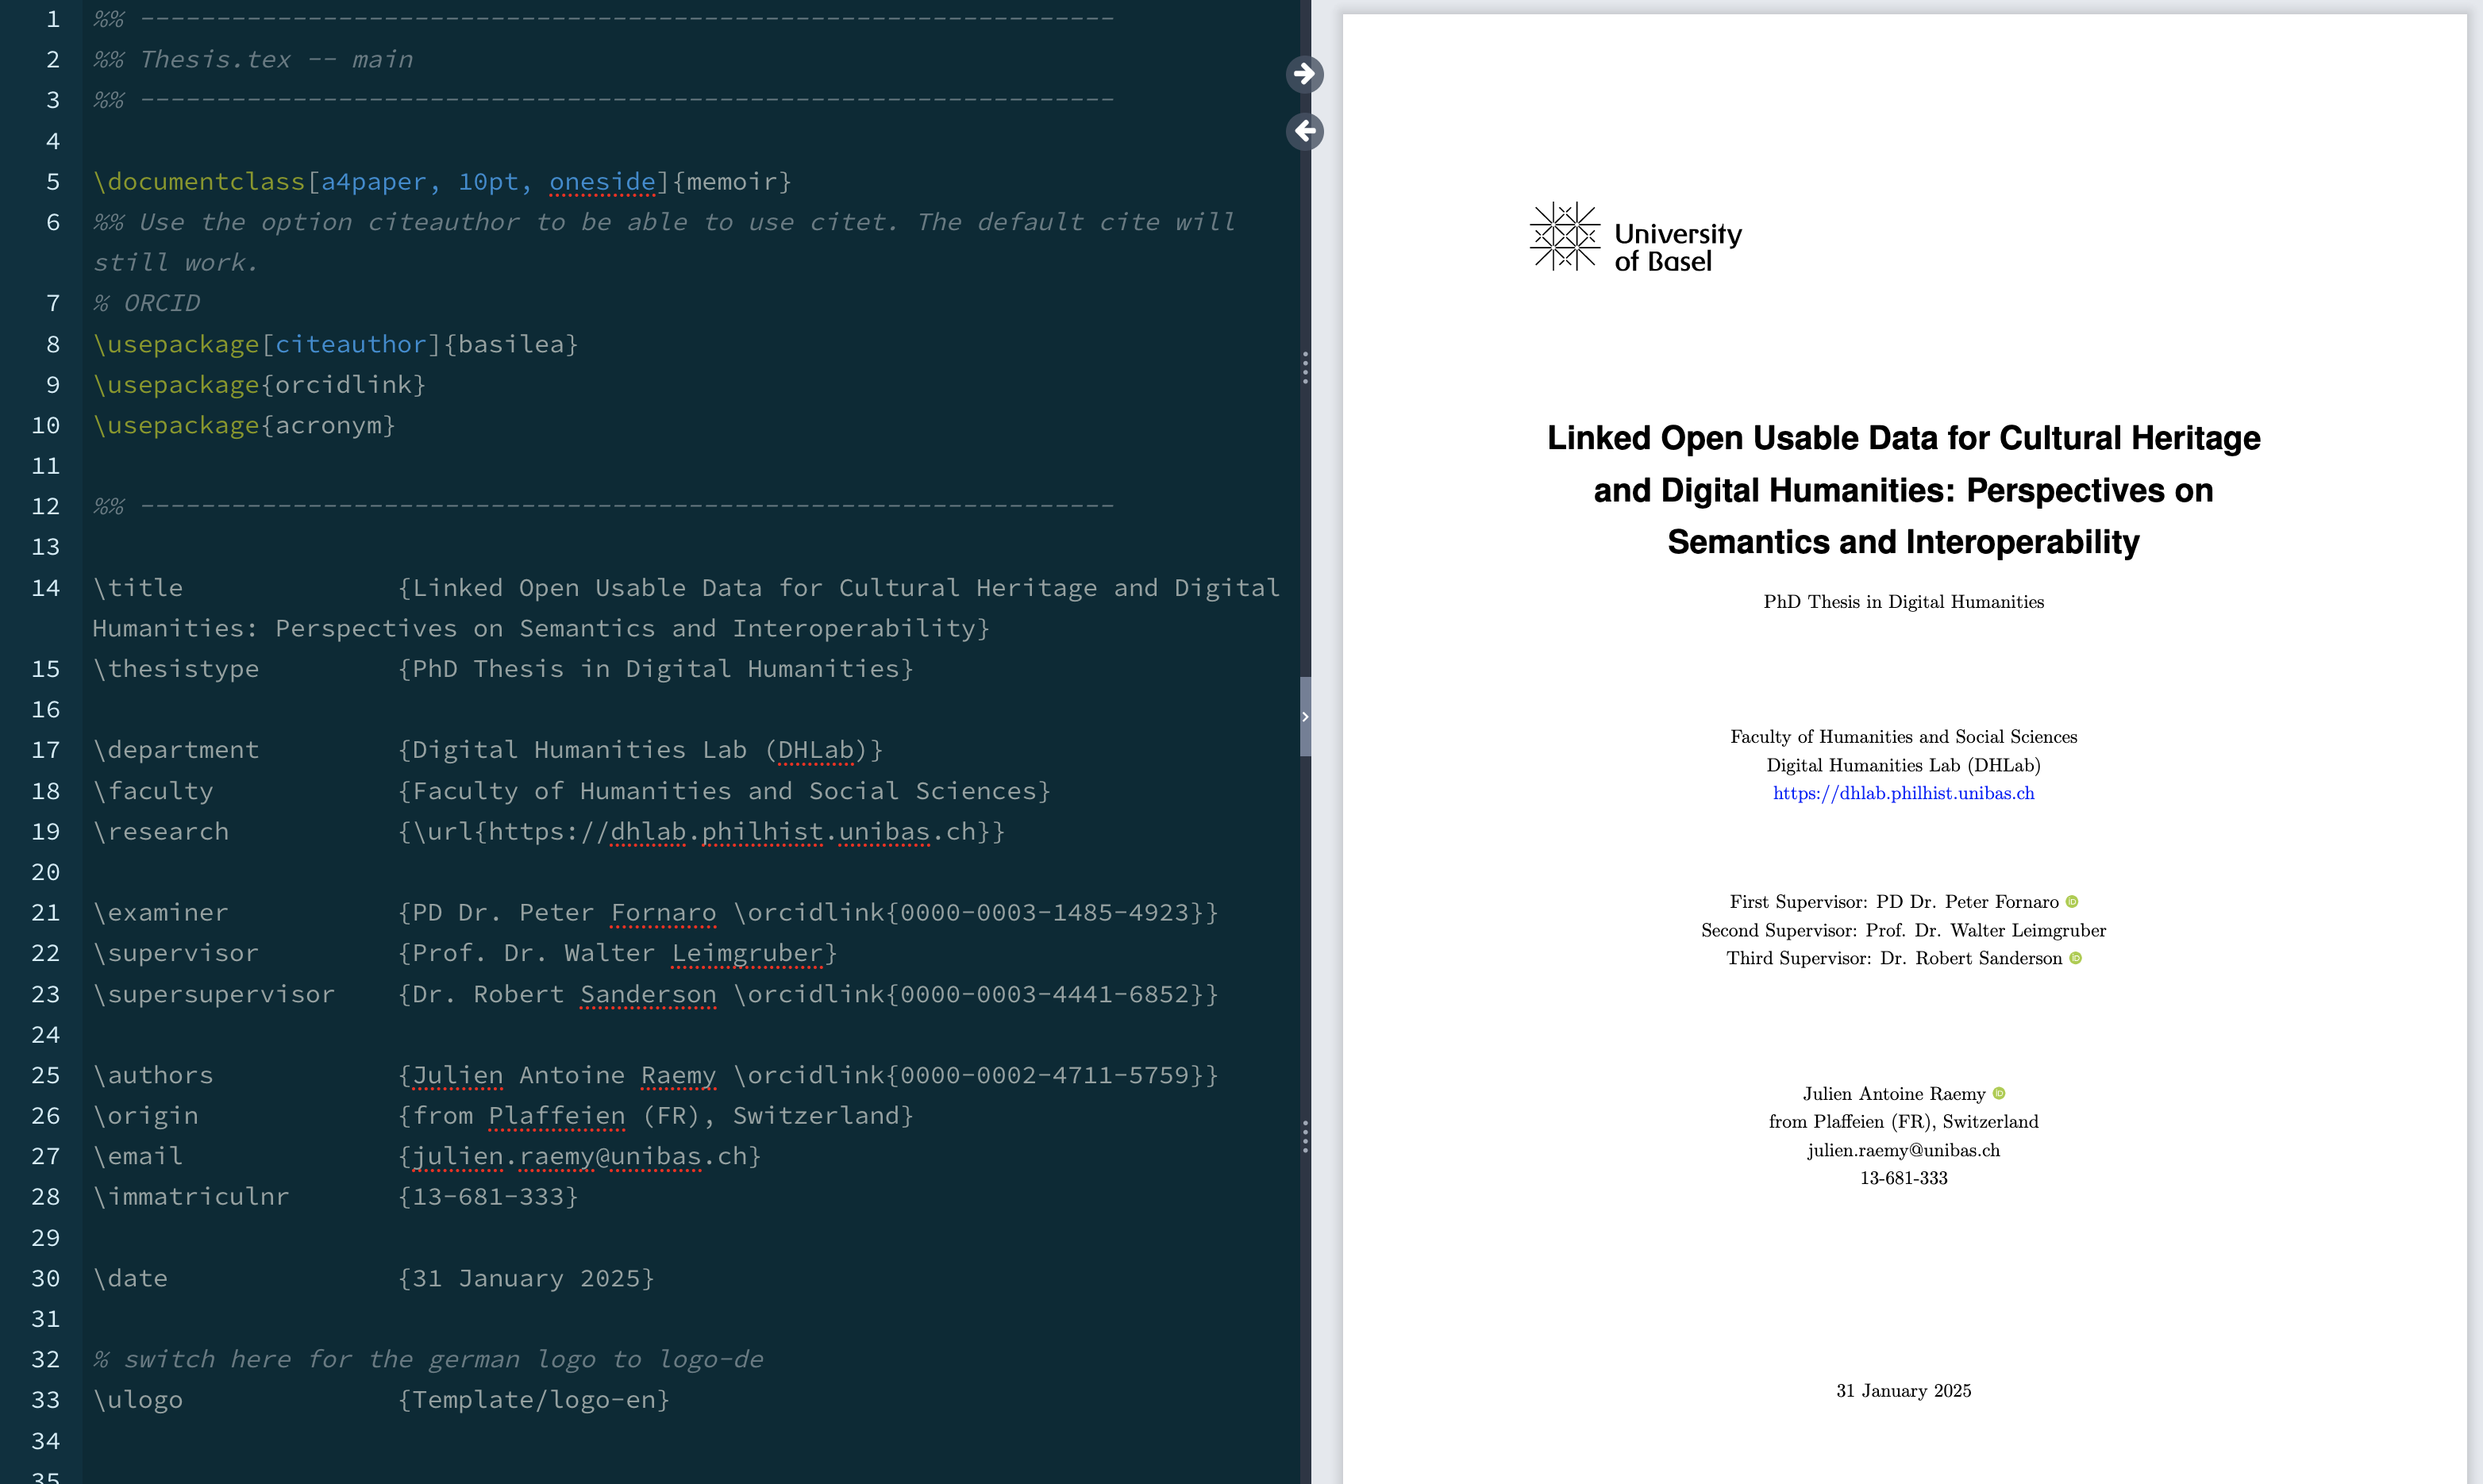 1 %% ----------------------------------------------------------------
2 %% Thesis.tex -- main
3 %% ----------------------------------------------------------------
4
5 \documentclass[a4paper, 10pt, oneside]{memoir}
6 %% Use the option citeauthor to be able to use citet. The default cite will
still work.
7 % ORCID
8 \usepackage[citeauthor]{basilea}
9 \usepackage{orcidlink}
10 \usepackage{acronym}
11
12 %% ----------------------------------------------------------------
13
14 \title {Linked Open Usable Data for Cultural Heritage and Digital
Humanities: Perspectives on Semantics and Interoperability}
15 \thesistype {PhD Thesis in Digital Humanities}
16
17 \department {Digital Humanities Lab (DHLab)}
18 \faculty {Faculty of Humanities and Social Sciences}
19 \research {\url{https://dhlab.philhist.unibas.ch}}
20
21 \examiner {PD Dr. Peter Fornaro \orcidlink{0000-0003-1485-4923}}
22 \supervisor {Prof. Dr. Walter Leimgruber}
23 \supersupervisor {Dr. Robert Sanderson \orcidlink{0000-0003-4441-6852}}
24
25 \authors {Julien Antoine Raemy \orcidlink{0000-0002-4711-5759}}
26 \origin {from Plaffeien (FR), Switzerland}
27 \email {julien.raemy@unibas.ch}
28 \immatriculnr {13-681-333}
29
30 \date {31 January 2025}
31
32 % switch here for the german logo to logo-de
33 \ulogo {Template/logo-en}
34
35
University
of Basel
Linked Open Usable Data for Cultural Heritage
and Digital Humanities: Perspectives on
Semantics and Interoperability
PhD Thesis in Digital Humanities
Faculty of Humanities and Social Sciences
Digital Humanities Lab (DHLab)
https://dhlab.philhist.unibas.ch
First Supervisor: PD Dr. Peter Fornaro iD
Second Supervisor: Prof. Dr. Walter Leimgruber
Third Supervisor: Dr. Robert Sanderson iD
Julien Antoine Raemy iD
from Plaffeien (FR), Switzerland
julien.raemy@unibas.ch
13-681-333
31 January 2025